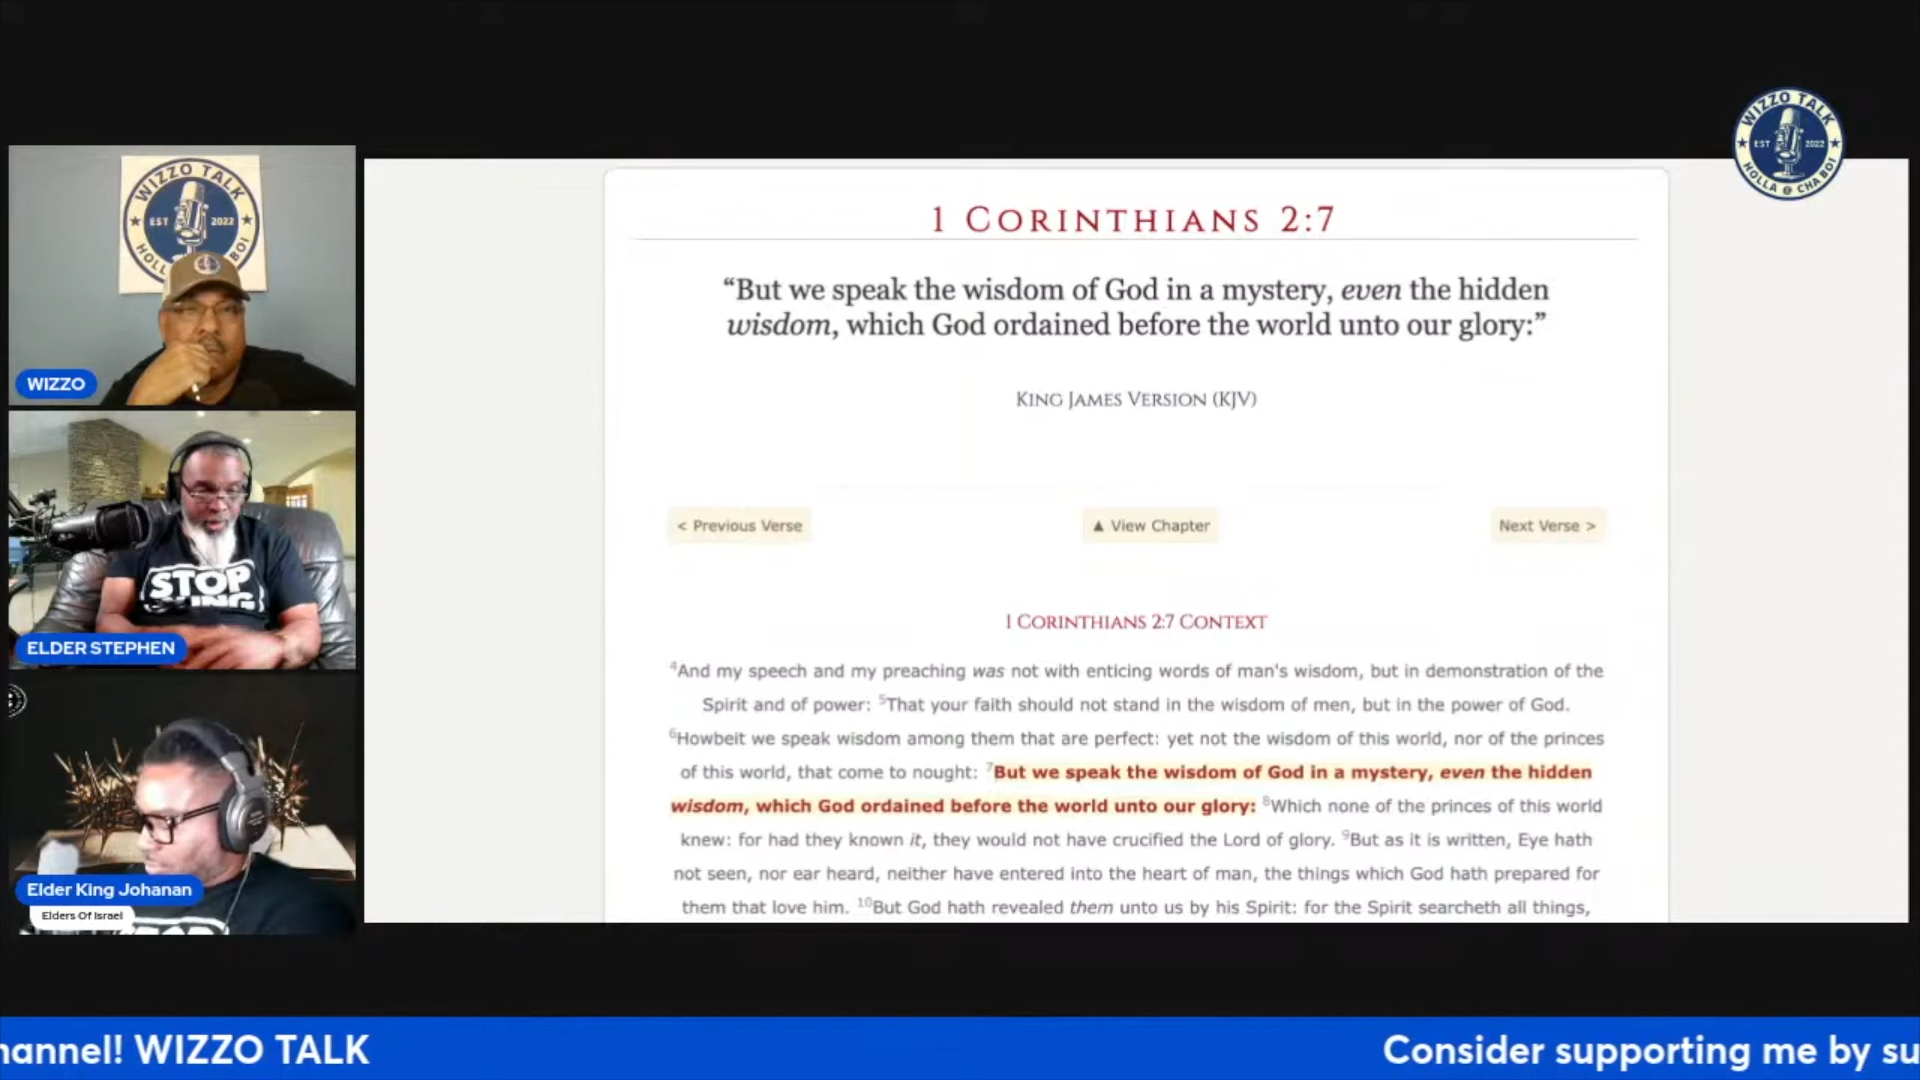 WIZZO TALK
EST 2022
HOLLA @ CHA BOI
WIZZO TALK
EST 2022
WIZZO
STOP
ELDER STEPHEN
Elder King Johanan
Elders Of Israel
1 CORINTHIANS 2:7
“But we speak the wisdom of God in a mystery, even the hidden
wisdom, which God ordained before the world unto our glory:”
KING JAMES VERSION (KJV)
< Previous Verse
▲ View Chapter
Next Verse >
1 CORINTHIANS 2:7 CONTEXT
4And my speech and my preaching was not with enticing words of man's wisdom, but in demonstration of the
Spirit and of power: 5That your faith should not stand in the wisdom of men, but in the power of God.
6Howbeit we speak wisdom among them that are perfect: yet not the wisdom of this world, nor of the princes
of this world, that come to nought: 7But we speak the wisdom of God in a mystery, even the hidden
wisdom, which God ordained before the world unto our glory: 8Which none of the princes of this world
knew: for had they known it, they would not have crucified the Lord of glory. 9But as it is written, Eye hath
not seen, nor ear heard, neither have entered into the heart of man, the things which God hath prepared for
them that love him. 10But God hath revealed them unto us by his Spirit: for the Spirit searcheth all things,
hannel! WIZZO TALK
Consider supporting me by su